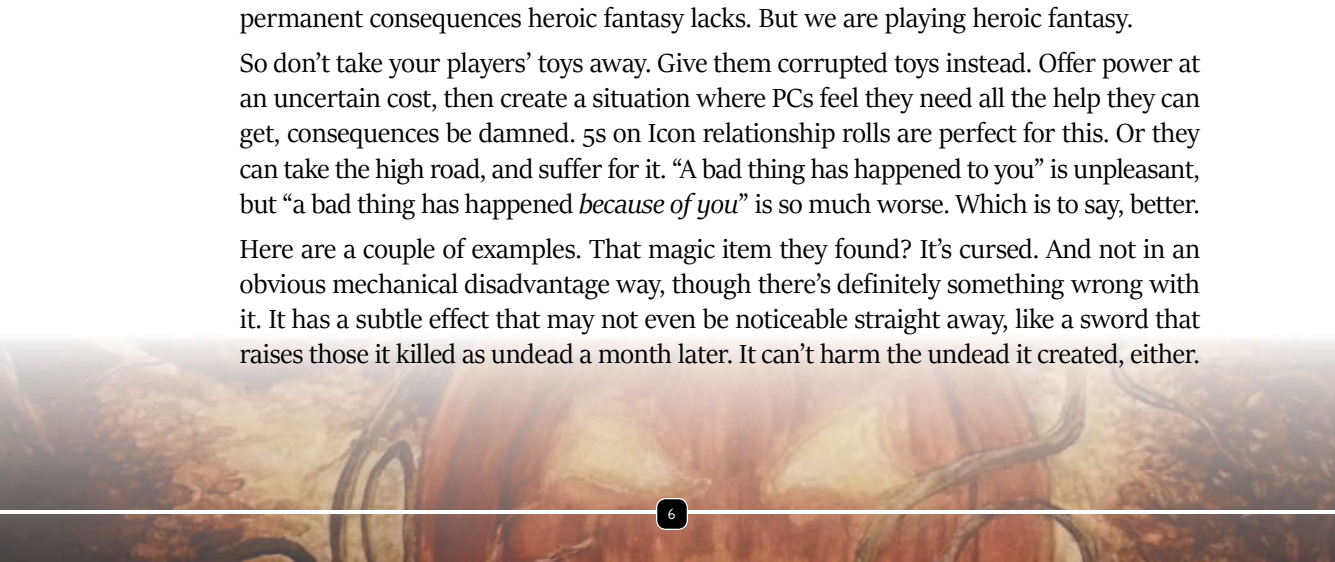 permanent consequences heroic fantasy lacks. But we are playing heroic fantasy.
So don’t take your players’ toys away. Give them corrupted toys instead. Offer power at
an uncertain cost, then create a situation where PCs feel they need all the help they can
get, consequences be damned. 5s on Icon relationship rolls are perfect for this. Or they
can take the high road, and suffer for it. “A bad thing has happened to you” is unpleasant,
but “a bad thing has happened because of you” is so much worse. Which is to say, better.
Here are a couple of examples. That magic item they found? It’s cursed. And not in an
obvious mechanical disadvantage way, though there’s definitely something wrong with
it. It has a subtle effect that may not even be noticeable straight away, like a sword that
raises those it killed as undead a month later. It can’t harm the undead it created, either.
6